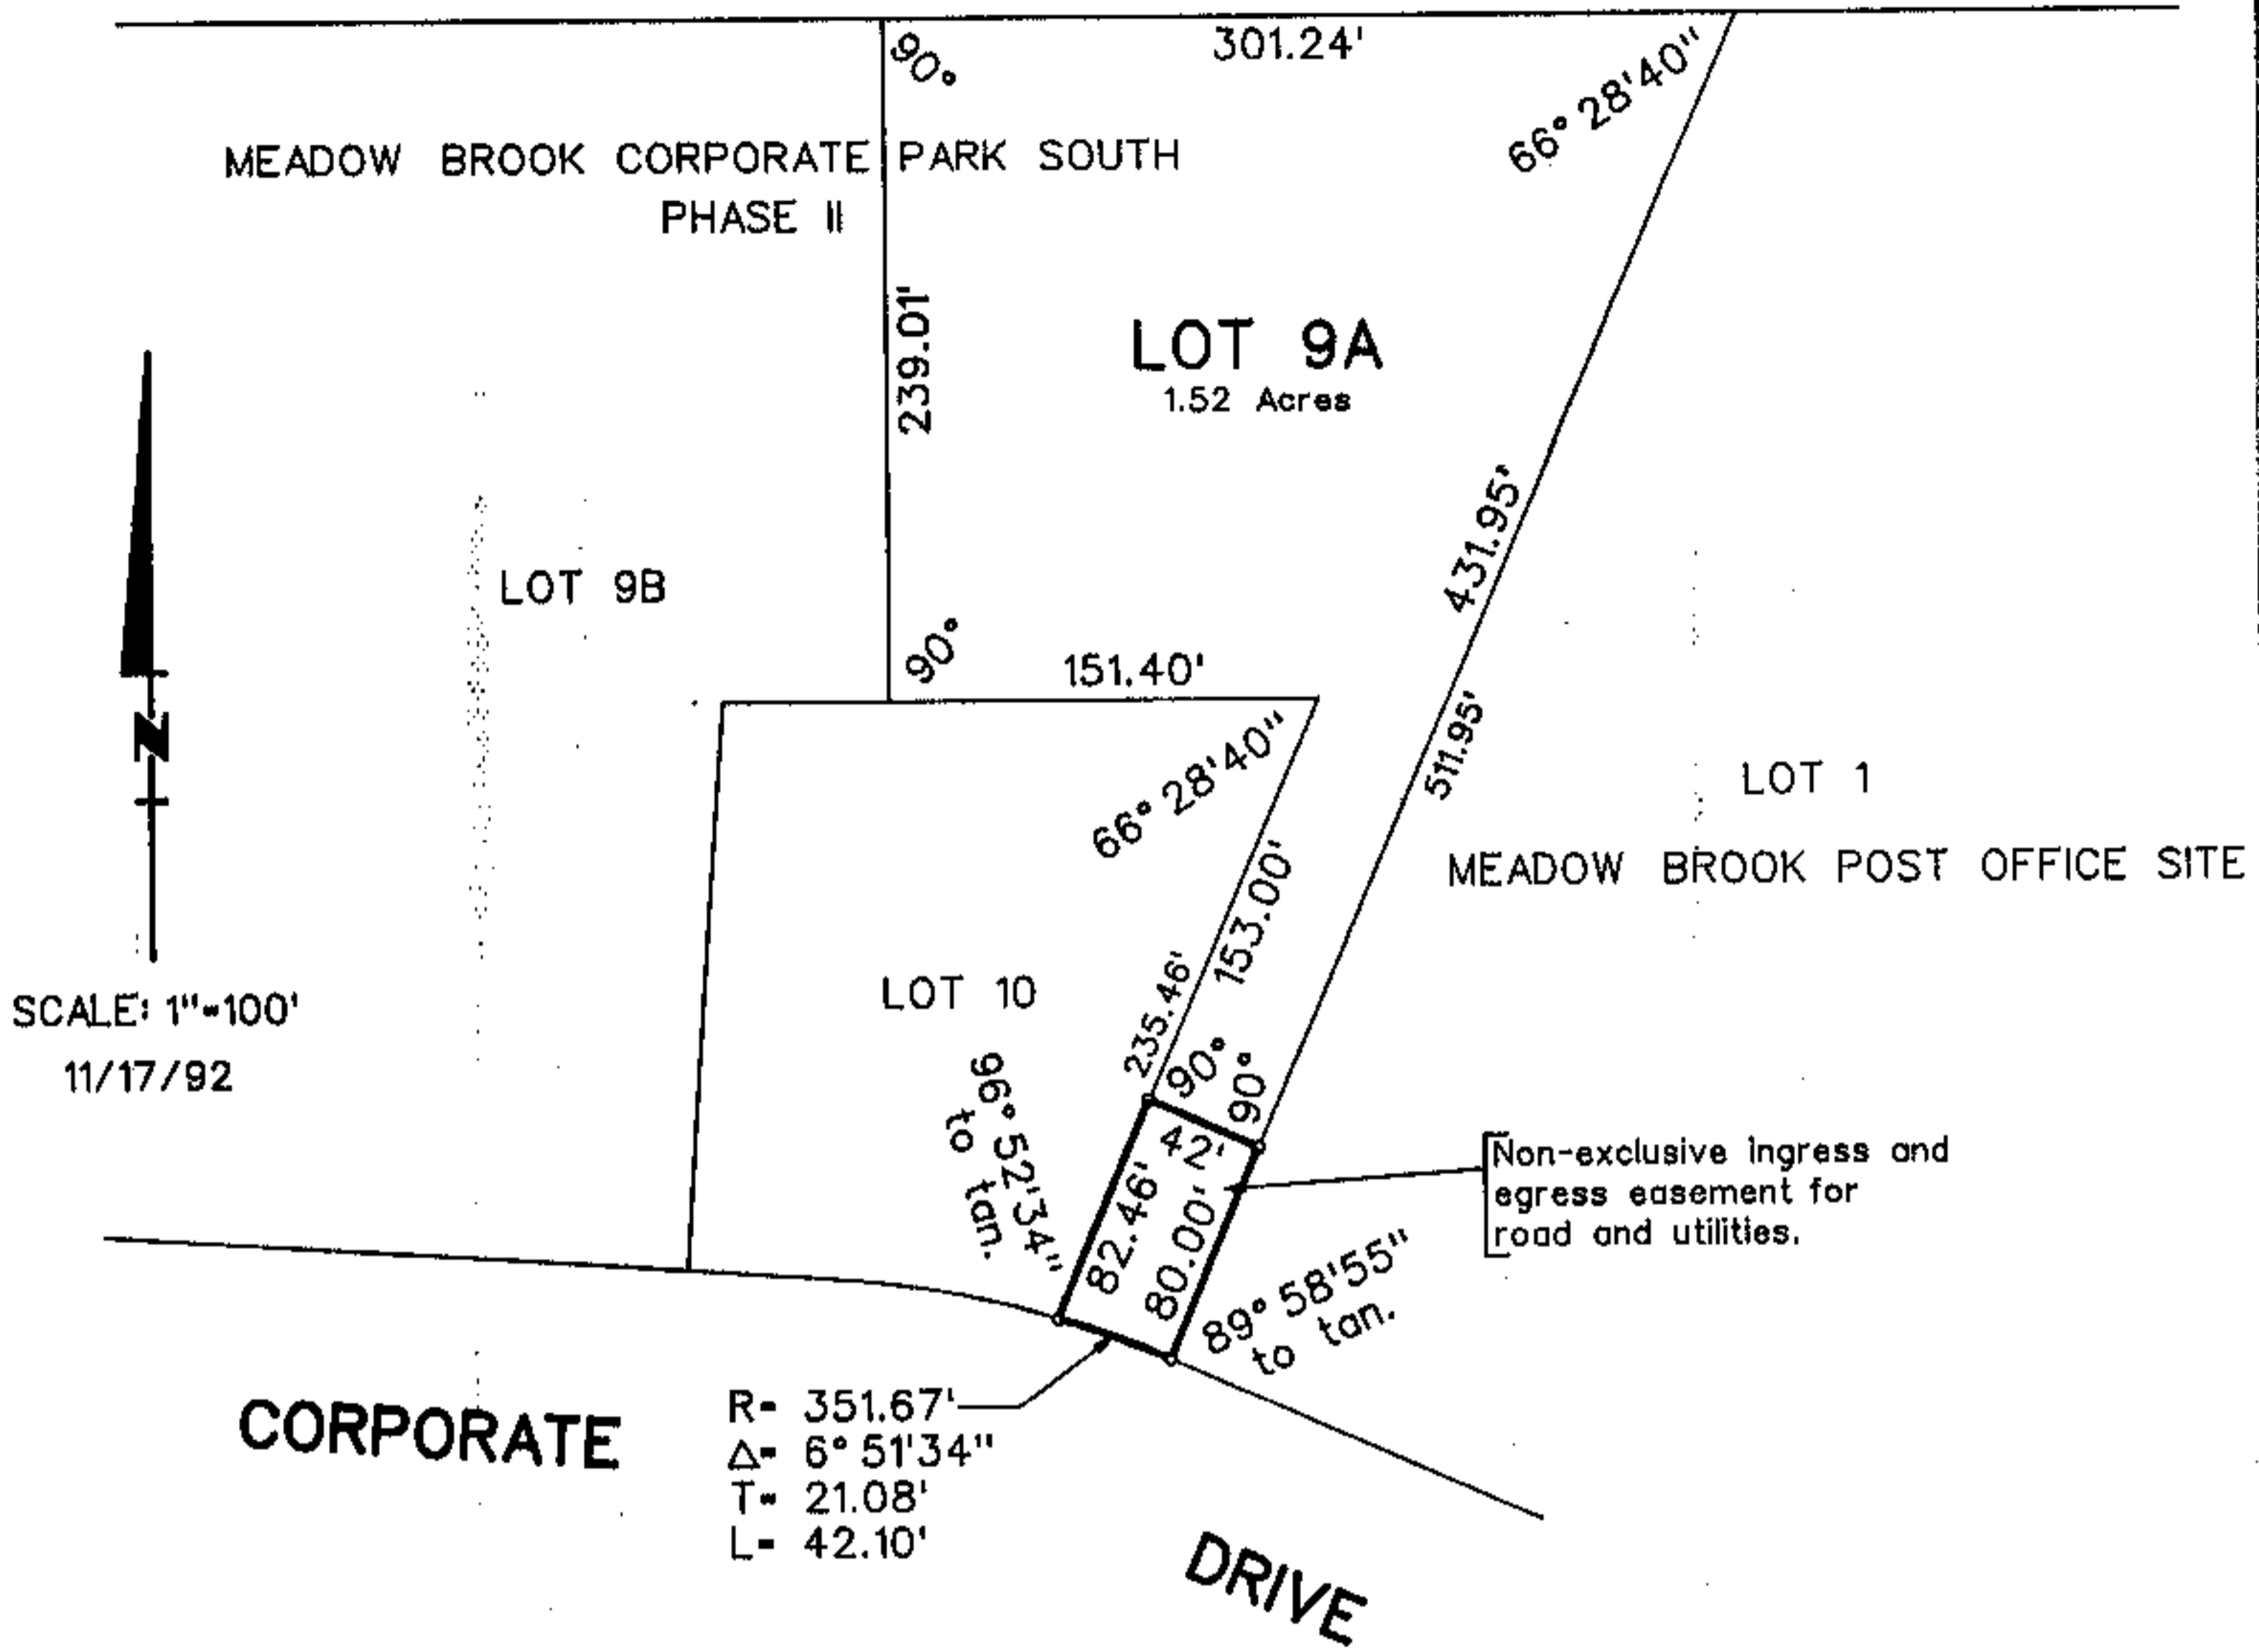 301.24'
90°
66° 28'40"
MEADOW BROOK CORPORATE PARK SOUTH
PHASE II
239.01'
LOT 9A
1.52 Acres
431.95'
LOT 9B
90°
151.40'
511.95'
66° 28'40"
N
LOT 1
MEADOW BROOK POST OFFICE SITE
153.00'
235.46'
LOT 10
SCALE: 1"=100'
11/17/92
90°
90°
96° 52'34"
to tan.
42'
82.46'
80.00'
Non-exclusive ingress and
egress easement for
road and utilities.
89° 58'55"
to tan.
R= 351.67'
Δ= 6° 51'34"
T= 21.08'
L= 42.10'
CORPORATE
DRIVE